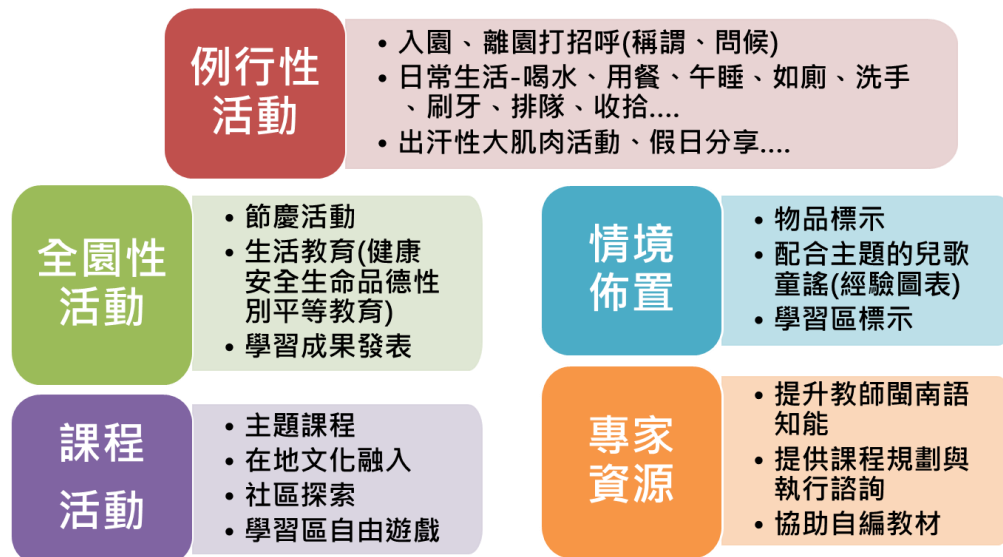 例行性
活動
• 入園、離園打招呼(稱謂、問候)
• 日常生活-喝水、用餐、午睡、如廁、洗手
、刷牙、排隊、收拾....
• 出汗性大肌肉活動、假日分享....
全園性
活動
• 節慶活動
• 生活教育(健康
安全生命品德性
別平等教育)
• 學習成果發表
情境
佈置
• 物品標示
• 配合主題的兒歌
童謠(經驗圖表)
• 學習區標示
課程
活動
• 主題課程
• 在地文化融入
• 社區探索
• 學習區自由遊戲
專家
資源
• 提升教師閩南語
知能
• 提供課程規劃與
執行諮詢
• 協助自編教材